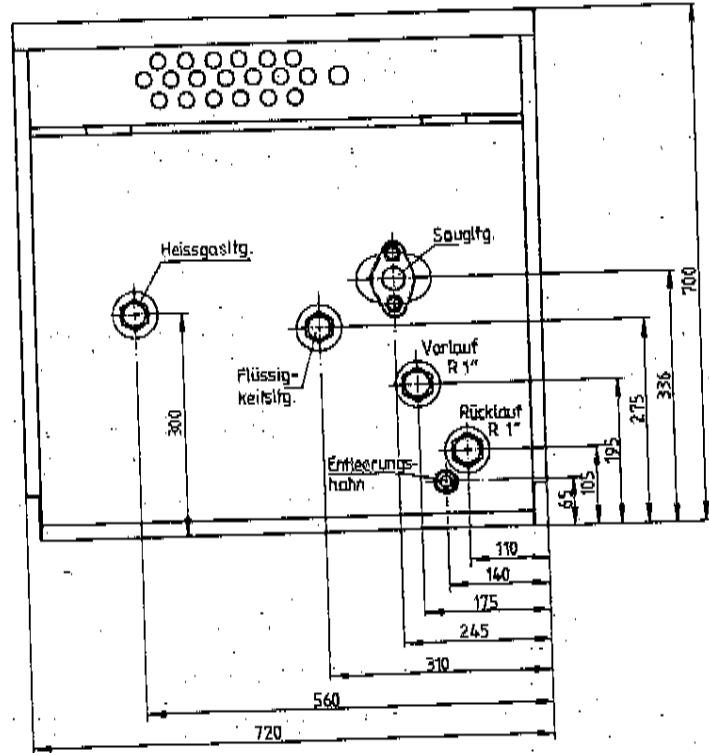 Heissgasltg.
Saugltg.
Flüssig-
keitsltg.
Vorlauf
R 1"
Rücklauf
R 1"
Entleerungs-
hahn
300
65
105
195
275
336
700
110
140
175
245
310
560
720